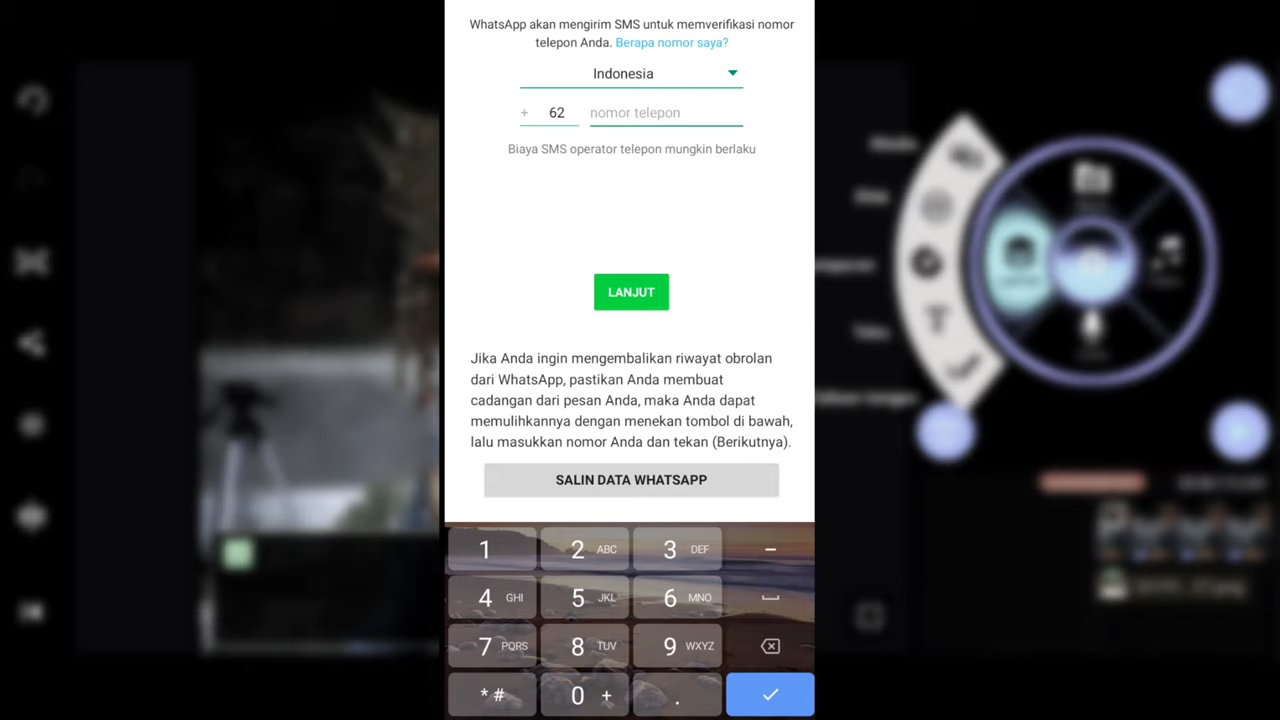 WhatsApp akan mengirim SMS untuk memverifikasi nomor
telepon Anda. Berapa nomor saya?
Indonesia
+ 62 nomor telepon
Biaya SMS operator telepon mungkin berlaku
LANJUT
Jika Anda ingin mengembalikan riwayat obrolan
dari WhatsApp, pastikan Anda membuat
cadangan dari pesan Anda, maka Anda dapat
memulihkannya dengan menekan tombol di bawah,
lalu masukkan nomor Anda dan tekan (Berikutnya).
SALIN DATA WHATSAPP
1 2 ABC 3 DEF –
4 GHI 5 JKL 6 MNO
7 PQRS 8 TUV 9 WXYZ
* # 0 + .